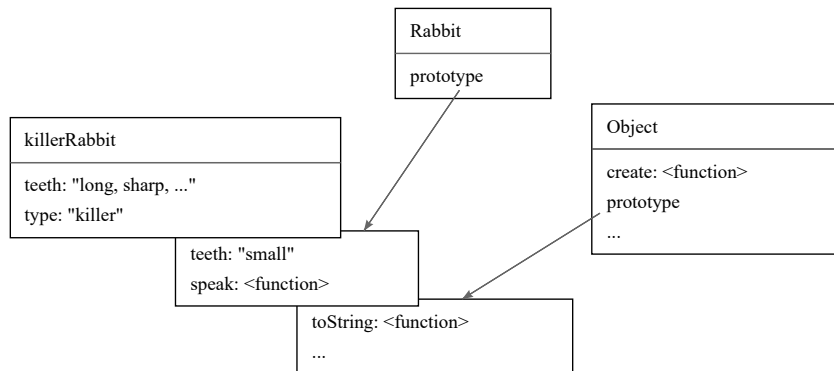 Rabbit
prototype
killerRabbit
teeth: "long, sharp, ..."
type: "killer"
Object
create: <function>
prototype
...
teeth: "small"
speak: <function>
toString: <function>
...